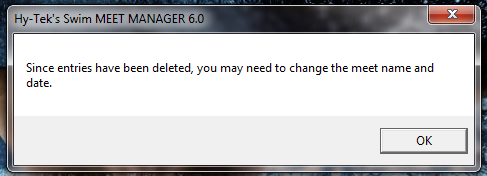 Hy-Tek's Swim MEET MANAGER 6.0
Since entries have been deleted, you may need to change the meet name and
date.
OK